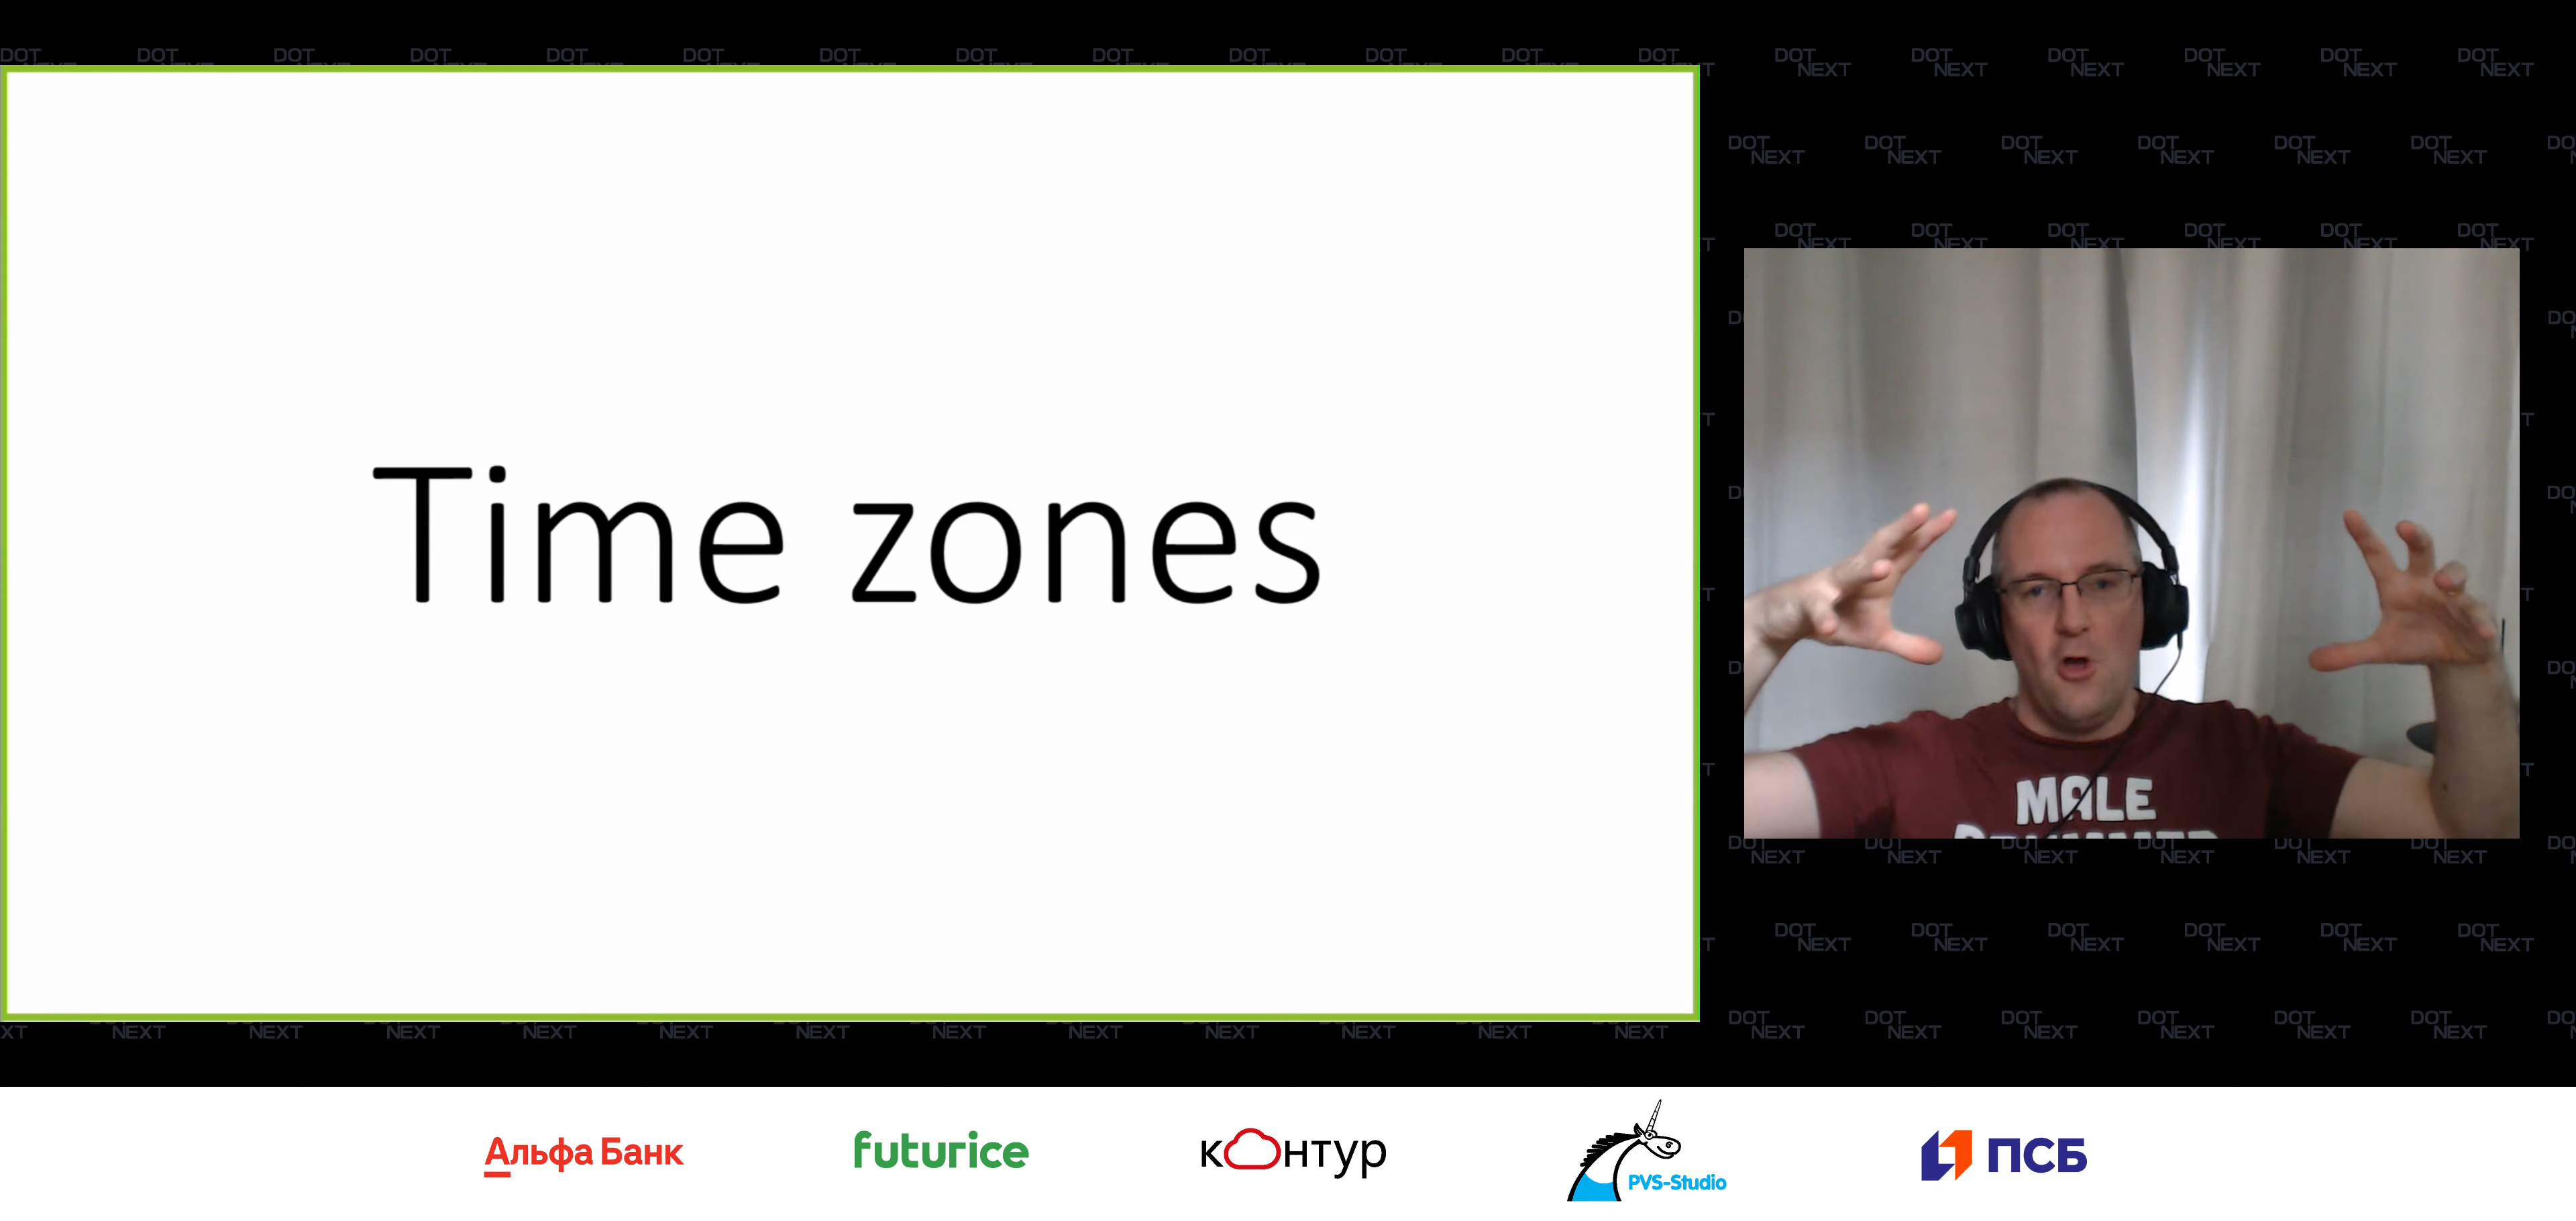 Time zones
MALE
DOT
NEXT
Альфа Банк
futurice
контур
PVS-Studio
ПСБ